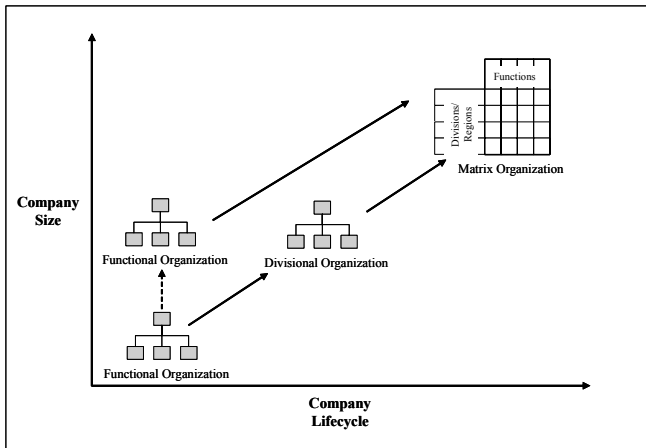 Functions
Divisions/
Regions
Matrix Organization
Company
Size
Functional Organization
Divisional Organization
Functional Organization
Company
Lifecycle